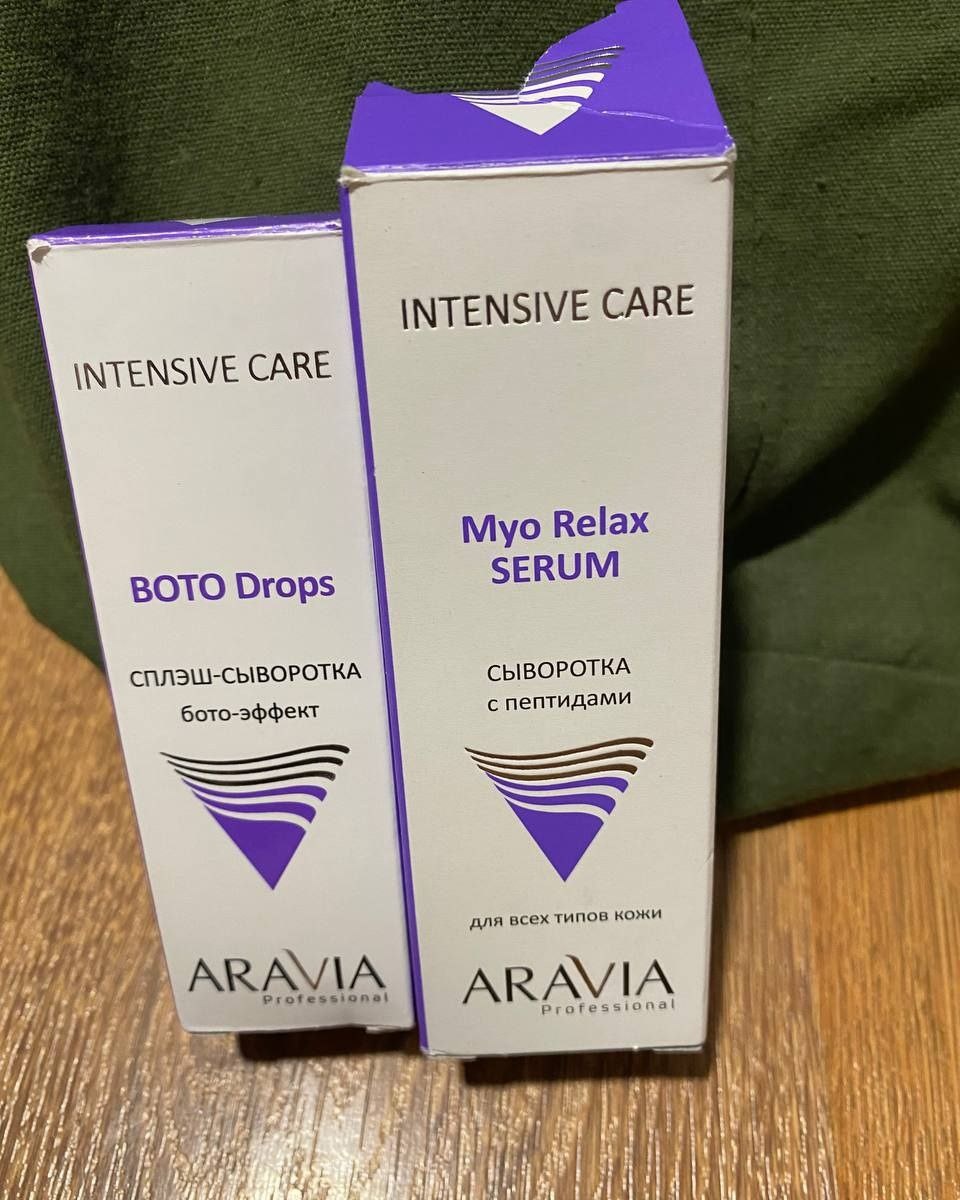 INTENSIVE CARE
BOTO Drops
СПЛЭШ-СЫВОРОТКА
бото-эффект
ARAVIA
Professional
INTENSIVE CARE
Myo Relax
SERUM
СЫВОРОТКА
с пептидами
для всех типов кожи
ARAVIA
Professional